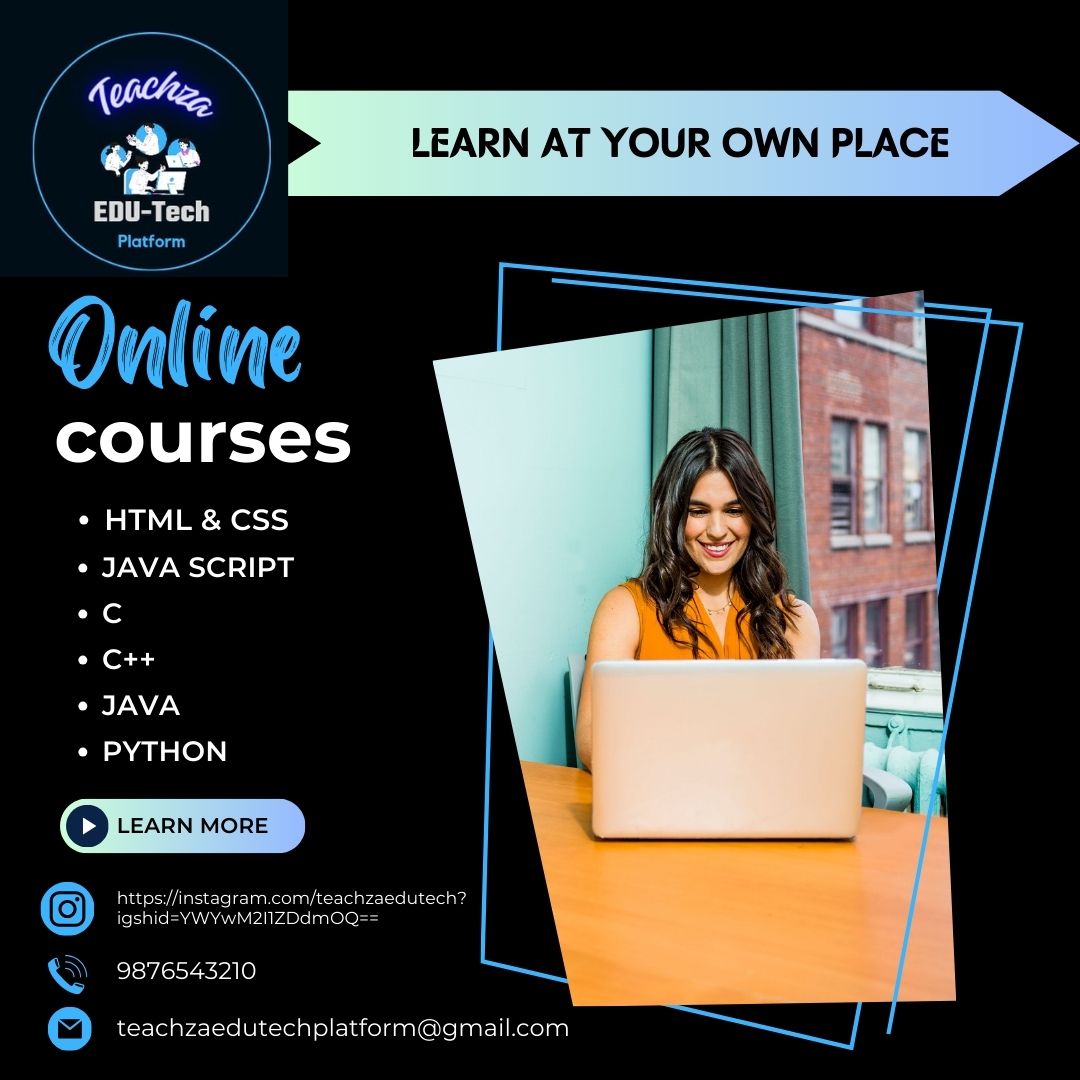 Teachza
EDU-Tech
Platform
LEARN AT YOUR OWN PLACE
Online
courses
• HTML & CSS
• JAVA SCRIPT
• C
• C++
• JAVA
• PYTHON
LEARN MORE
https://instagram.com/teachzaedutech?
igshid=YWYwM2I1ZDdmOQ==
9876543210
teachzaedutechplatform@gmail.com